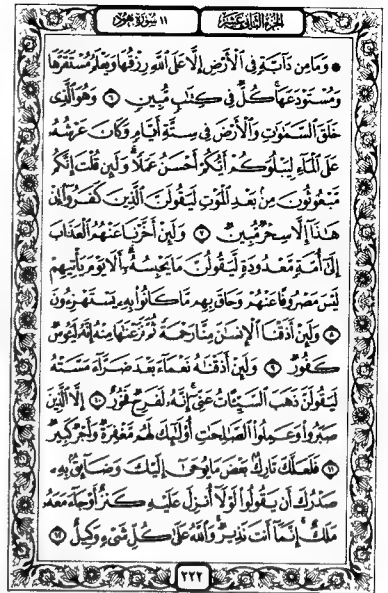 الجزء الثاني عشر
١١ سورة هود
۞ وَمَا مِن دَآبَّةٍ فِي ٱلْأَرْضِ إِلَّا عَلَى ٱللَّهِ رِزْقُهَا وَيَعْلَمُ مُسْتَقَرَّهَا
وَمُسْتَوْدَعَهَا كُلٌّ فِي كِتَٰبٍ مُّبِينٍ ٦ وَهُوَ ٱلَّذِي
خَلَقَ ٱلسَّمَٰوَٰتِ وَٱلْأَرْضَ فِي سِتَّةِ أَيَّامٍ وَكَانَ عَرْشُهُۥ
عَلَى ٱلْمَآءِ لِيَبْلُوَكُمْ أَيُّكُمْ أَحْسَنُ عَمَلًا وَلَئِن قُلْتَ إِنَّكُم
مَّبْعُوثُونَ مِنۢ بَعْدِ ٱلْمَوْتِ لَيَقُولَنَّ ٱلَّذِينَ كَفَرُوٓا۟ إِنْ
هَٰذَآ إِلَّا سِحْرٌ مُّبِينٌ ٧ وَلَئِنْ أَخَّرْنَا عَنْهُمُ ٱلْعَذَابَ
إِلَىٰٓ أُمَّةٍ مَّعْدُودَةٍ لَّيَقُولُنَّ مَا يَحْبِسُهُۥٓ أَلَا يَوْمَ يَأْتِيهِمْ
لَيْسَ مَصْرُوفًا عَنْهُمْ وَحَاقَ بِهِم مَّا كَانُوا۟ بِهِۦ يَسْتَهْزِءُونَ
٨ وَلَئِنْ أَذَقْنَا ٱلْإِنسَٰنَ مِنَّا رَحْمَةً ثُمَّ نَزَعْنَٰهَا مِنْهُ إِنَّهُۥ لَيَـُٔوسٌ
كَفُورٌ ٩ وَلَئِنْ أَذَقْنَٰهُ نَعْمَآءَ بَعْدَ ضَرَّآءَ مَسَّتْهُ
لَيَقُولَنَّ ذَهَبَ ٱلسَّيِّـَٔاتُ عَنِّيٓ إِنَّهُۥ لَفَرِحٌ فَخُورٌ ١٠ إِلَّا ٱلَّذِينَ
صَبَرُوا۟ وَعَمِلُوا۟ ٱلصَّٰلِحَٰتِ أُو۟لَٰٓئِكَ لَهُم مَّغْفِرَةٌ وَأَجْرٌ كَبِيرٌ
١١ فَلَعَلَّكَ تَارِكٌۢ بَعْضَ مَا يُوحَىٰٓ إِلَيْكَ وَضَآئِقٌۢ بِهِۦ
صَدْرُكَ أَن يَقُولُوا۟ لَوْلَآ أُنزِلَ عَلَيْهِ كَنزٌ أَوْ جَآءَ مَعَهُۥ
مَلَكٌ إِنَّمَآ أَنتَ نَذِيرٌ وَٱللَّهُ عَلَىٰ كُلِّ شَىْءٍ وَكِيلٌ ١٢
٢٢٢